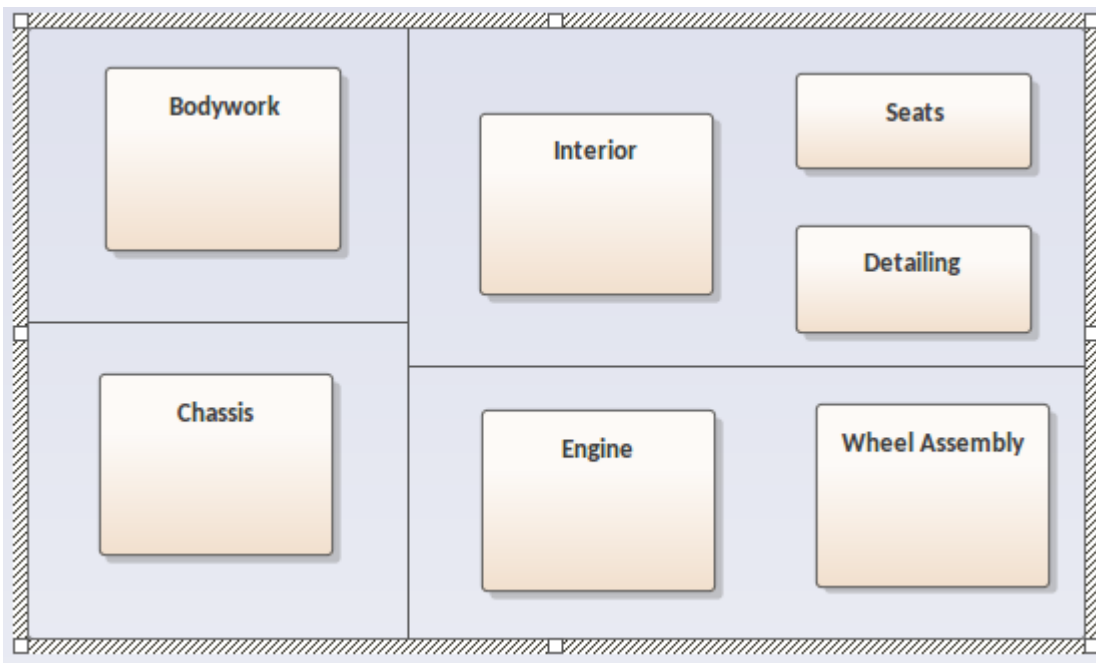 Bodywork
Interior
Seats
Detailing
Chassis
Engine
Wheel Assembly